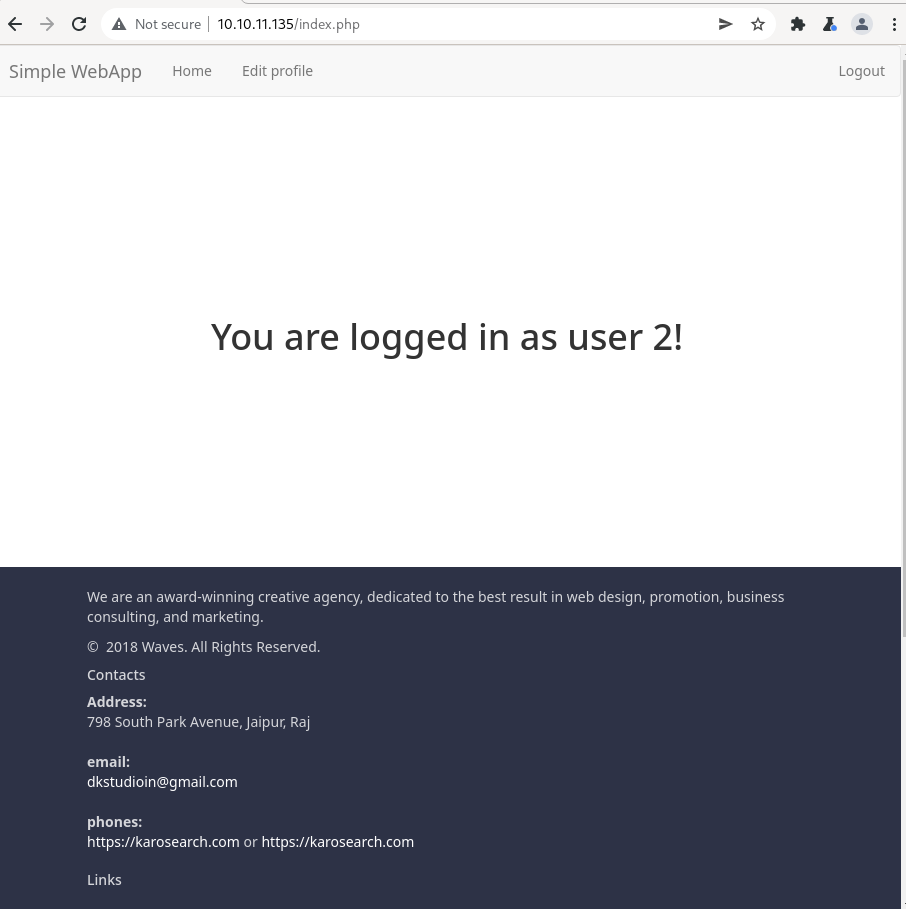 Not secure 10.10.11.135/index.php
Simple WebApp Home Edit profile Logout
You are logged in as user 2!
We are an award-winning creative agency, dedicated to the best result in web design, promotion, business
consulting, and marketing.
© 2018 Waves. All Rights Reserved.
Contacts
Address:
798 South Park Avenue, Jaipur, Raj
email:
dkstudioin@gmail.com
phones:
https://karosearch.com or https://karosearch.com
Links